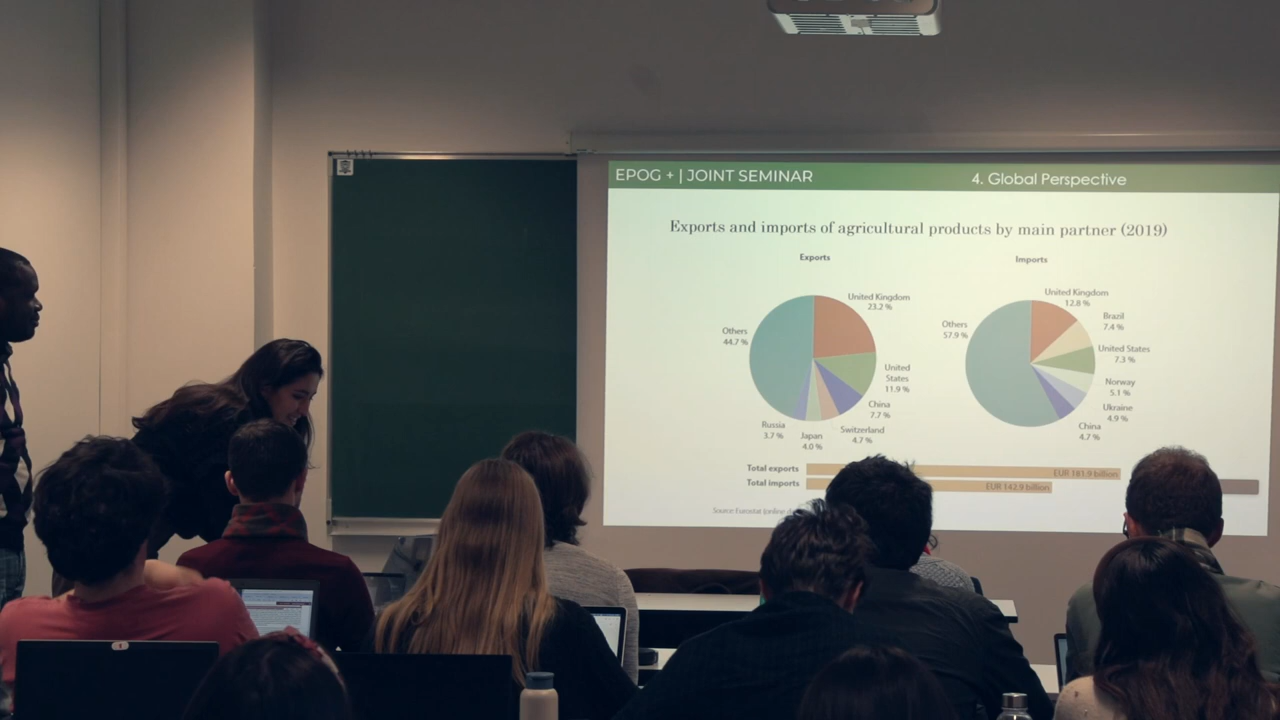 EPOG + | JOINT SEMINAR
4. Global Perspective
Exports and imports of agricultural products by main partner (2019)
Exports
United Kingdom
23.2 %
United
States
11.9 %
China
7.7 %
Switzerland
4.7 %
Japan
4.0 %
Russia
3.7 %
Others
44.7 %
Imports
United Kingdom
12.8 %
Brazil
7.4 %
United States
7.3 %
Norway
5.1 %
Ukraine
4.9 %
China
4.7 %
Others
57.9 %
Total exports
EUR 181.9 billion
Total imports
EUR 142.9 billion
Source: Eurostat (online